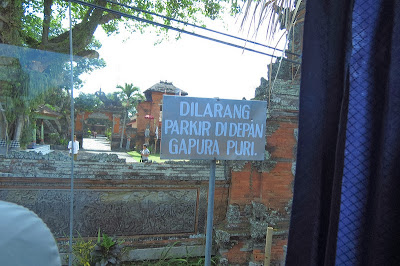 DILARANG
PARKIR DI DEPAN
GAPURA PURI.